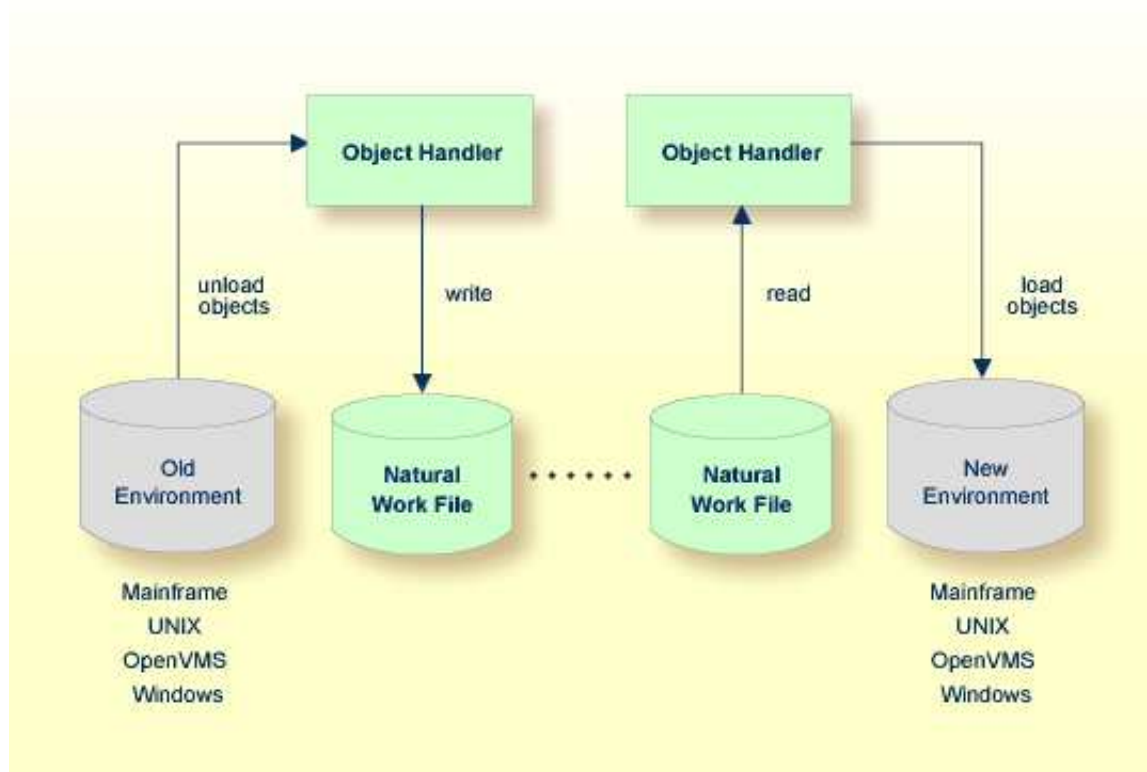 Object Handler
Object Handler
unload
objects
write
read
load
objects
Old
Environment
Natural
Work File
Natural
Work File
New
Environment
Mainframe
UNIX
OpenVMS
Windows
Mainframe
UNIX
OpenVMS
Windows